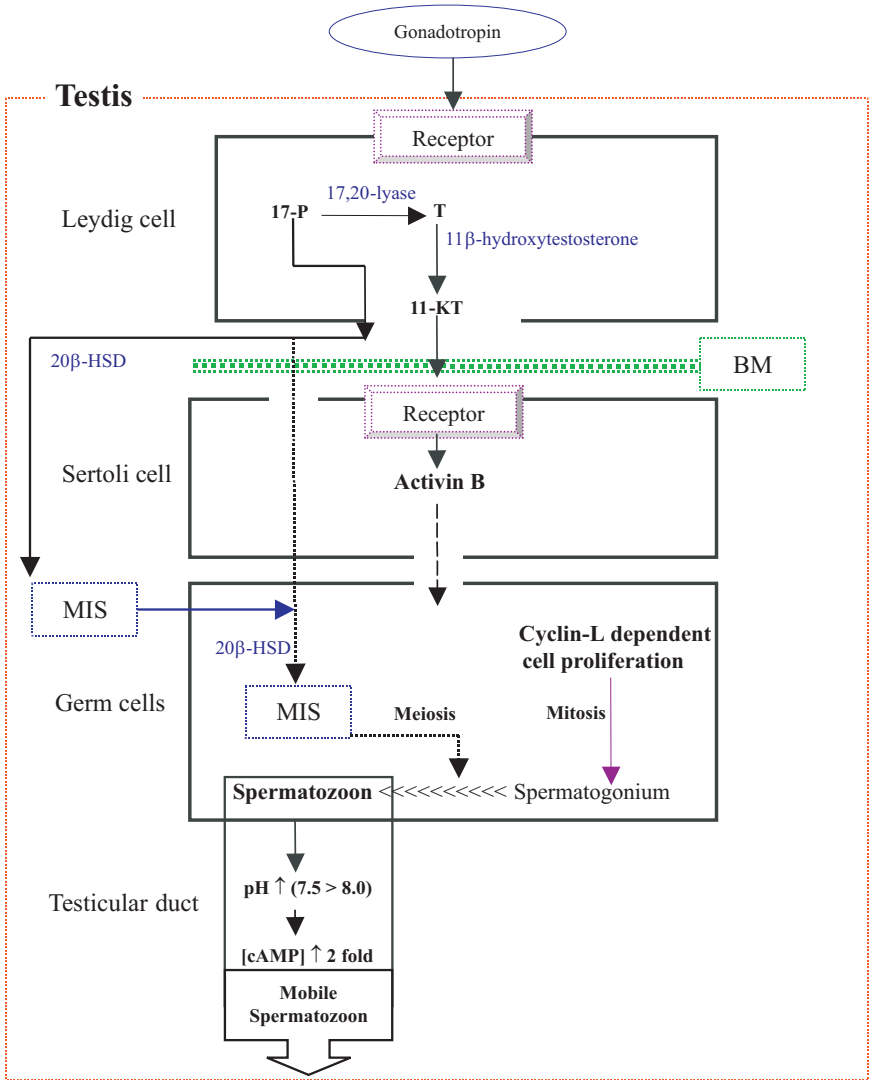 Gonadotropin
Testis
Receptor
Leydig cell
17,20-lyase
17-P
T
11β-hydroxytestosterone
11-KT
20β-HSD
BM
Receptor
Sertoli cell
Activin B
MIS
Cyclin-L dependent
cell proliferation
20β-HSD
Germ cells
MIS
Meiosis
Mitosis
Spermatozoon <<<<<<<<<< Spermatogonium
pH ↑ (7.5 > 8.0)
Testicular duct
[cAMP] ↑ 2 fold
Mobile
Spermatozoon